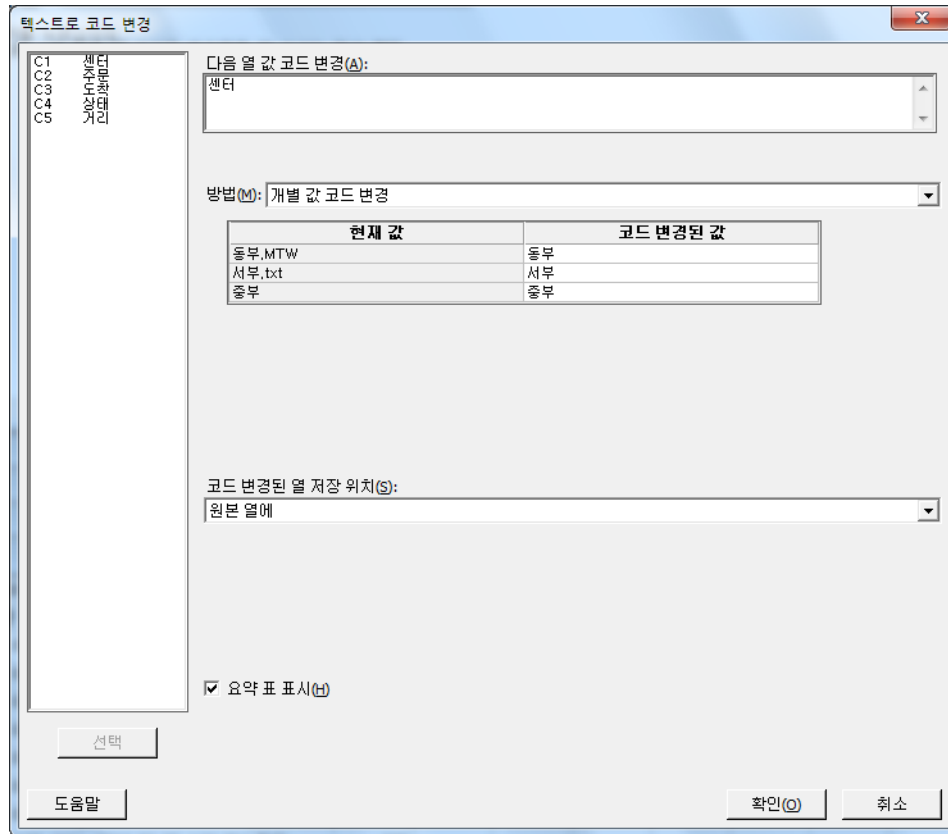 텍스트로 코드 변경
C1 센터
C2 주문
C3 도착
C4 상태
C5 거리
다음 열 값 코드 변경(A):
센터
방법(M): 개별 값 코드 변경
현재 값 코드 변경된 값
동부.MTW 동부
서부.txt 서부
중부 중부
코드 변경된 열 저장 위치(S):
원본 열에
요약 표 표시(H)
선택
도움말 확인(O) 취소